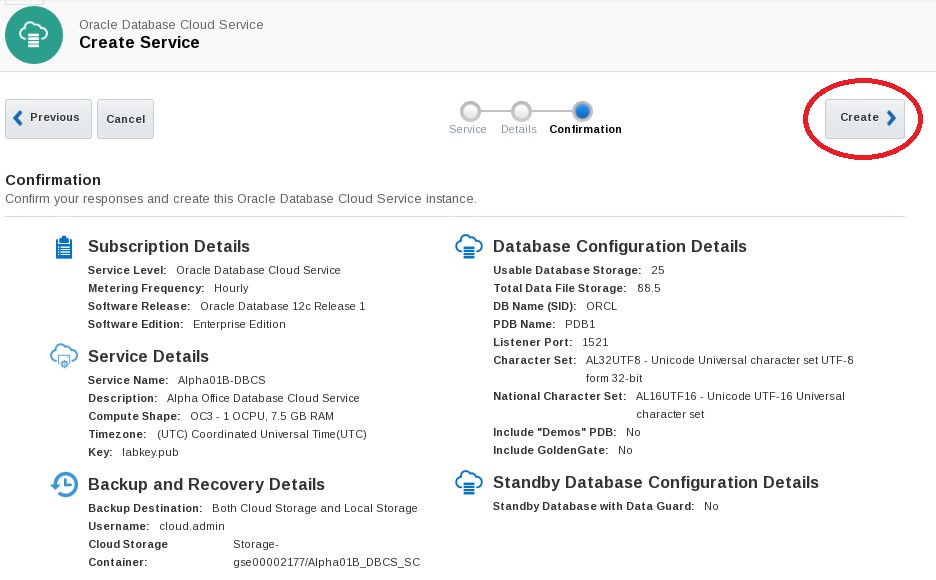 Oracle Database Cloud Service
Create Service
Previous
Cancel
Service
Details
Confirmation
Create
Confirmation
Confirm your responses and create this Oracle Database Cloud Service instance.
Subscription Details
Service Level: Oracle Database Cloud Service
Metering Frequency: Hourly
Software Release: Oracle Database 12c Release 1
Software Edition: Enterprise Edition
Service Details
Service Name: Alpha01B-DBCS
Description: Alpha Office Database Cloud Service
Compute Shape: OC3 - 1 OCPU, 7.5 GB RAM
Timezone: (UTC) Coordinated Universal Time(UTC)
Key: labkey.pub
Backup and Recovery Details
Backup Destination: Both Cloud Storage and Local Storage
Username: cloud.admin
Cloud Storage Storage-
Container: gse00002177/Alpha01B_DBCS_SC
Database Configuration Details
Usable Database Storage: 25
Total Data File Storage: 88.5
DB Name (SID): ORCL
PDB Name: PDB1
Listener Port: 1521
Character Set: AL32UTF8 - Unicode Universal character set UTF-8
form 32-bit
National Character Set: AL16UTF16 - Unicode UTF-16 Universal
character set
Include "Demos" PDB: No
Include GoldenGate: No
Standby Database Configuration Details
Standby Database with Data Guard: No